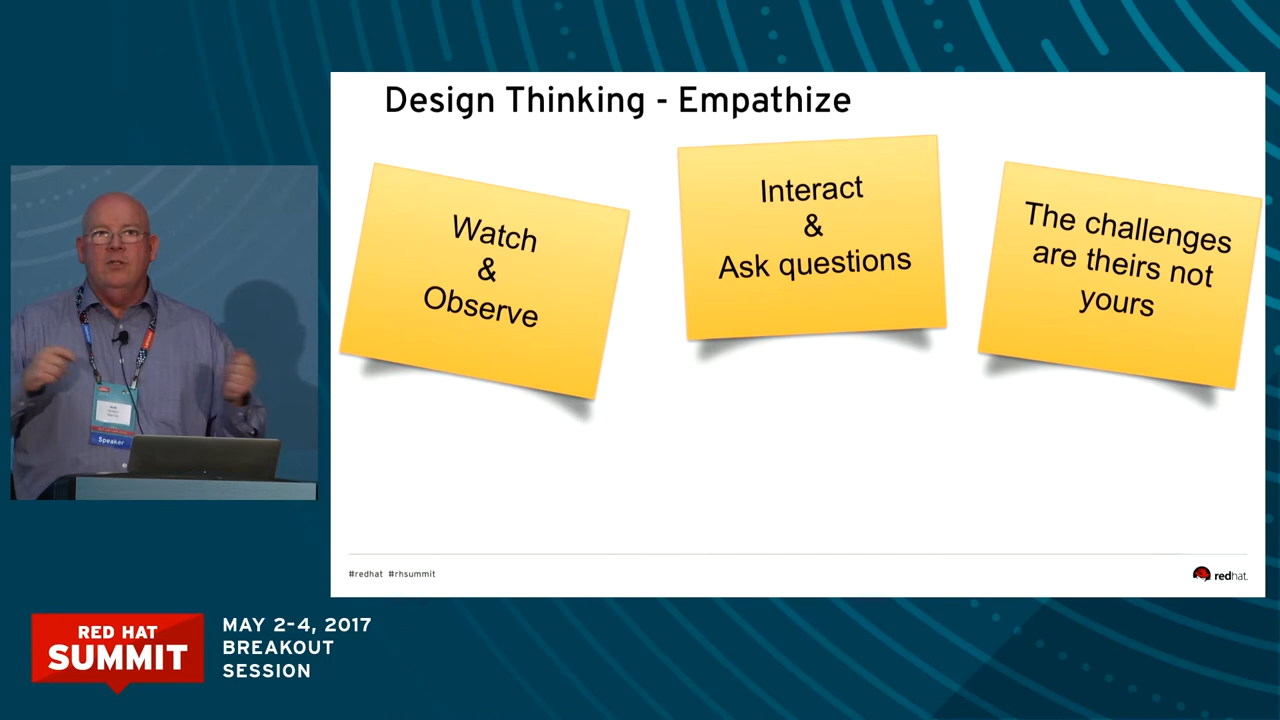 Design Thinking - Empathize
Watch
&
Observe
Interact
&
Ask questions
The challenges
are theirs not
yours
#redhat #rhsummit
redhat.
Speaker
RED HAT
SUMMIT
MAY 2-4, 2017
BREAKOUT
SESSION